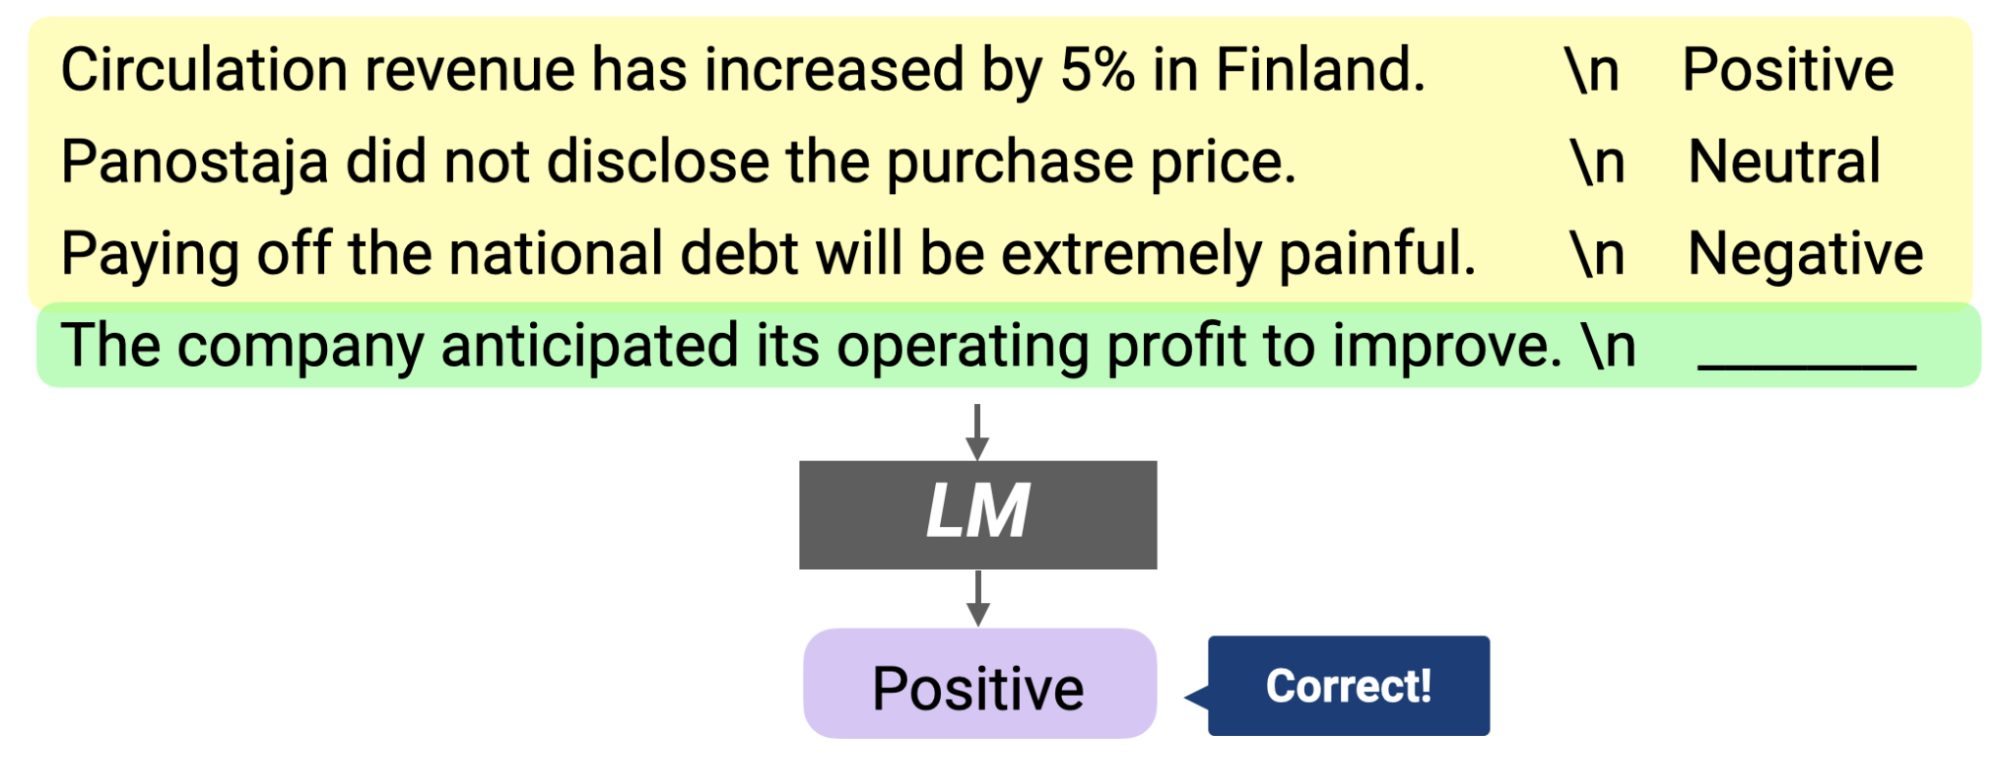 Circulation revenue has increased by 5% in Finland. \n Positive
Panostaja did not disclose the purchase price. \n Neutral
Paying off the national debt will be extremely painful. \n Negative
The company anticipated its operating profit to improve. \n ________
LM
Positive
Correct!